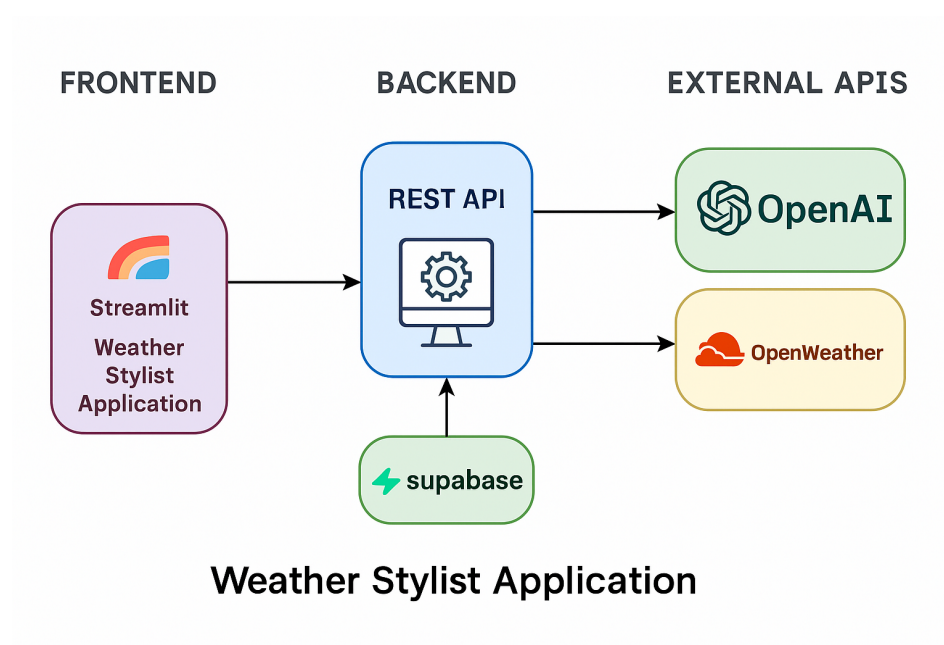 FRONTEND
BACKEND
EXTERNAL APIS
Streamlit
Weather
Stylist
Application
REST API
OpenAI
OpenWeather
supabase
Weather Stylist Application